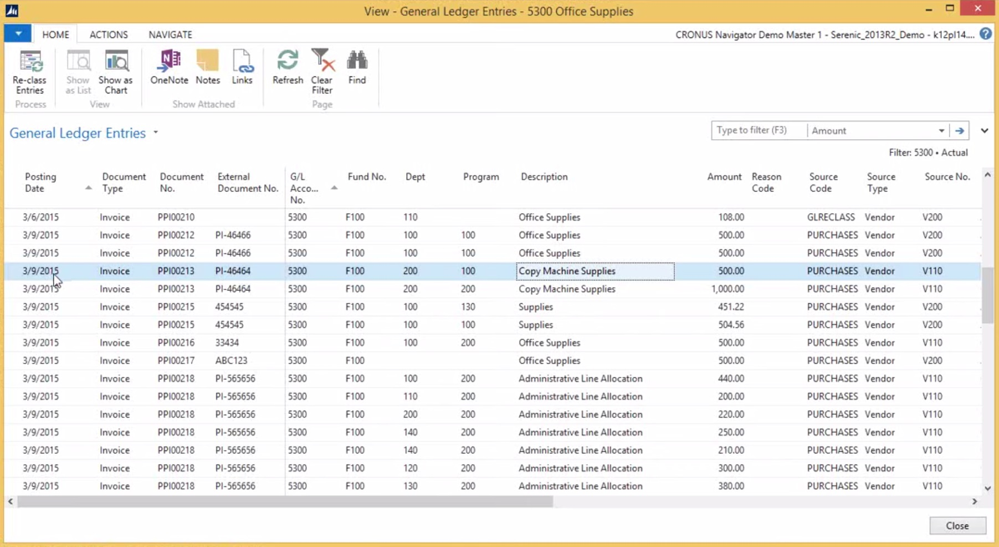 View - General Ledger Entries - 5300 Office Supplies
HOME ACTIONS NAVIGATE CRONUS Navigator Demo Master 1 - Serenic_2013R2_Demo - k12pl14....
Re-class Entries
Show as List
Show as Chart
OneNote
Notes
Links
Refresh
Clear Filter
Find
Process View Show Attached Page
General Ledger Entries
Type to filter (F3) Amount
Filter: 5300 • Actual
Posting Date
Document Type
Document No.
External Document No.
G/L Acco... No.
Fund No.
Dept
Program
Description
Amount
Reason Code
Source Code
Source Type
Source No.
3/6/2015 Invoice PPI00210 5300 F100 110 Office Supplies 108.00 GLRECLASS Vendor V200
3/9/2015 Invoice PPI00212 PI-46466 5300 F100 100 100 Office Supplies 500.00 PURCHASES Vendor V200
3/9/2015 Invoice PPI00212 PI-46466 5300 F100 100 100 Office Supplies 500.00 PURCHASES Vendor V200
3/9/2015 Invoice PPI00213 PI-46464 5300 F100 200 100 Copy Machine Supplies 500.00 PURCHASES Vendor V110
3/9/2015 Invoice PPI00213 PI-46464 5300 F100 200 200 Copy Machine Supplies 1,000.00 PURCHASES Vendor V110
3/9/2015 Invoice PPI00215 454545 5300 F100 100 130 Supplies 451.22 PURCHASES Vendor V200
3/9/2015 Invoice PPI00215 454545 5300 F100 100 100 Supplies 504.56 PURCHASES Vendor V200
3/9/2015 Invoice PPI00216 33434 5300 F100 100 200 Office Supplies 500.00 PURCHASES Vendor V110
3/9/2015 Invoice PPI00217 ABC123 5300 F100 Office Supplies 500.00 PURCHASES Vendor V200
3/9/2015 Invoice PPI00218 PI-565656 5300 F100 100 200 Administrative Line Allocation 440.00 PURCHASES Vendor V110
3/9/2015 Invoice PPI00218 PI-565656 5300 F100 110 200 Administrative Line Allocation 200.00 PURCHASES Vendor V110
3/9/2015 Invoice PPI00218 PI-565656 5300 F100 200 200 Administrative Line Allocation 220.00 PURCHASES Vendor V110
3/9/2015 Invoice PPI00218 PI-565656 5300 F100 140 200 Administrative Line Allocation 250.00 PURCHASES Vendor V110
3/9/2015 Invoice PPI00218 PI-565656 5300 F100 140 200 Administrative Line Allocation 210.00 PURCHASES Vendor V110
3/9/2015 Invoice PPI00218 PI-565656 5300 F100 120 200 Administrative Line Allocation 300.00 PURCHASES Vendor V110
3/9/2015 Invoice PPI00218 PI-565656 5300 F100 130 200 Administrative Line Allocation 380.00 PURCHASES Vendor V110
Close